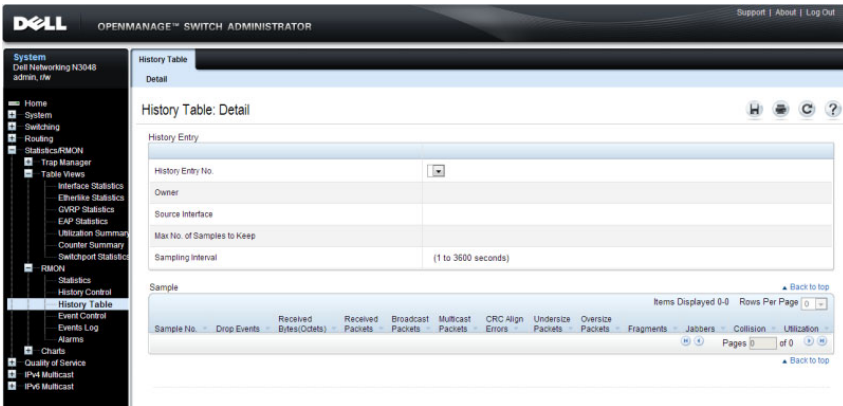 Support | About | Log Out
DELL OPENMANAGE™ SWITCH ADMINISTRATOR
System
Dell Networking N3048
admin, r/w
Home
System
Switching
Routing
Statistics/RMON
Trap Manager
Table Views
Interface Statistics
Etherlike Statistics
GVRP Statistics
EAP Statistics
Utilization Summary
Counter Summary
Switchport Statistics
RMON
Statistics
History Control
History Table
Event Control
Events Log
Alarms
Charts
Quality of Service
IPv4 Multicast
IPv6 Multicast
History Table
Detail
History Table: Detail
History Entry
History Entry No.
Owner
Source Interface
Max No. of Samples to Keep
Sampling Interval (1 to 3600 seconds)
Sample
Back to top
Items Displayed 0-0 Rows Per Page 0
Sample No. Drop Events Received Bytes(Octets) Received Packets Broadcast Packets Multicast Packets CRC Align Errors Undersize Packets Oversize Packets Fragments Jabbers Collision Utilization
Pages 0 of 0
Back to top